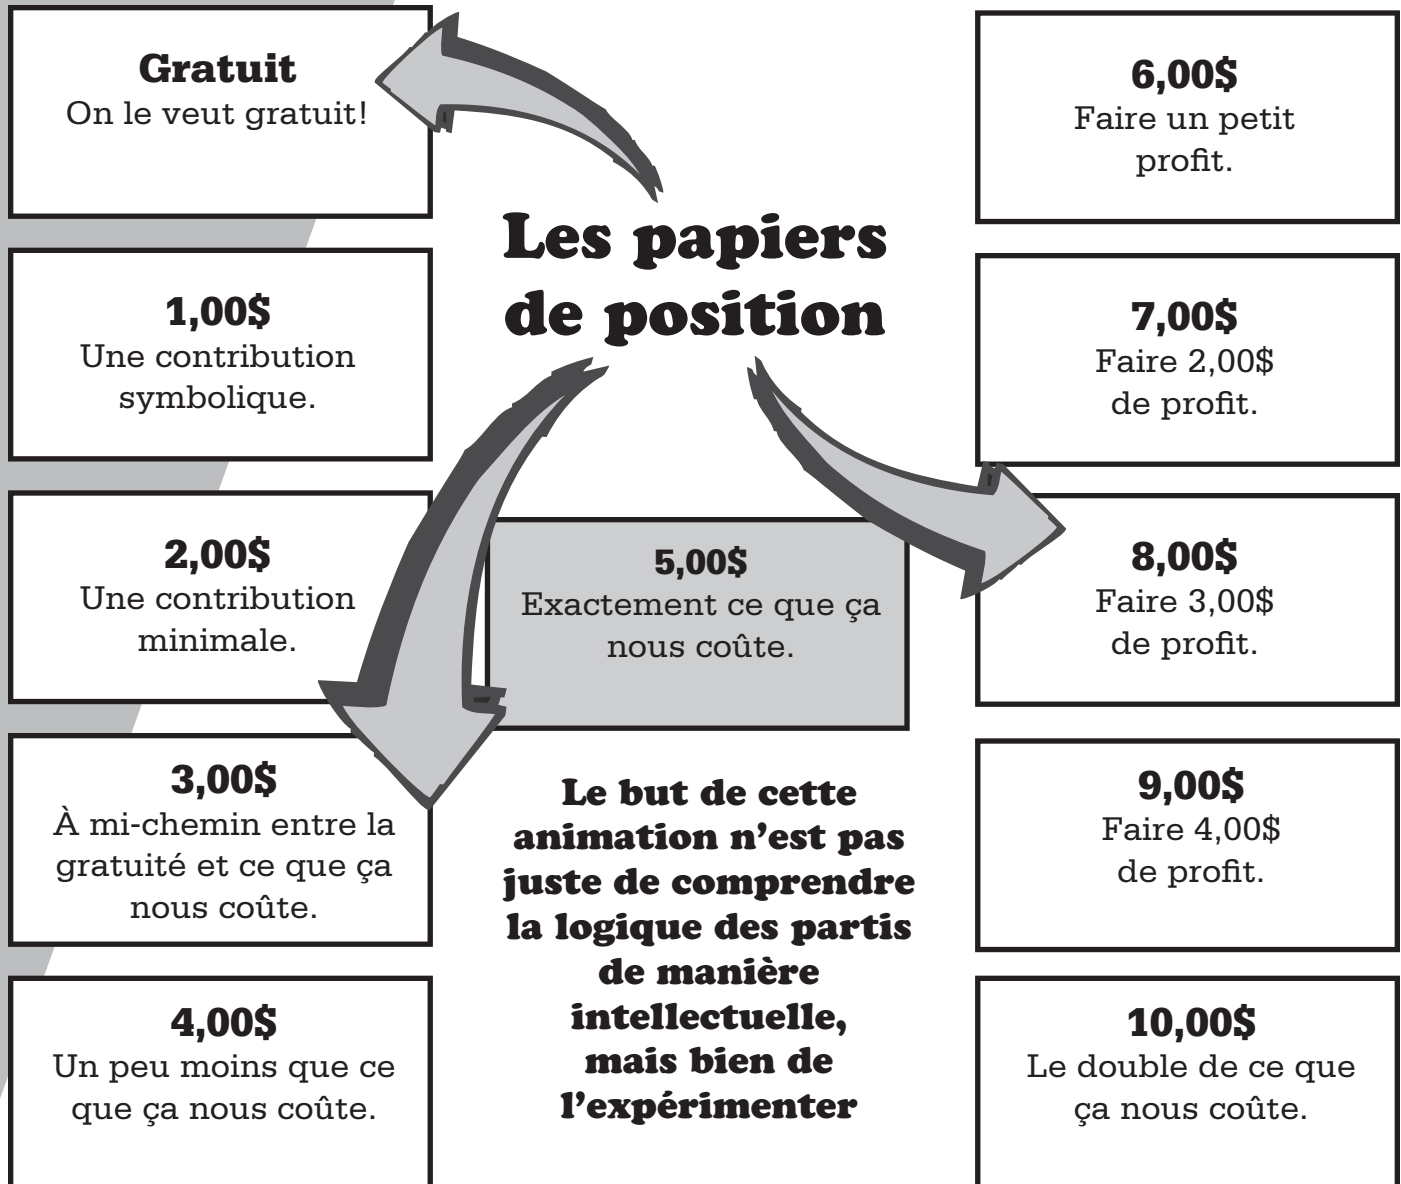 Gratuit
On le veut gratuit!
1,00$
Une contribution
symbolique.
2,00$
Une contribution
minimale.
3,00$
À mi-chemin entre la
gratuité et ce que ça
nous coûte.
4,00$
Un peu moins que ce
que ça nous coûte.
Les papiers
de position
5,00$
Exactement ce que ça
nous coûte.
Le but de cette
animation n’est pas
juste de comprendre
la logique des partis
de manière
intellectuelle,
mais bien de
l’expérimenter
6,00$
Faire un petit
profit.
7,00$
Faire 2,00$
de profit.
8,00$
Faire 3,00$
de profit.
9,00$
Faire 4,00$
de profit.
10,00$
Le double de ce que
ça nous coûte.